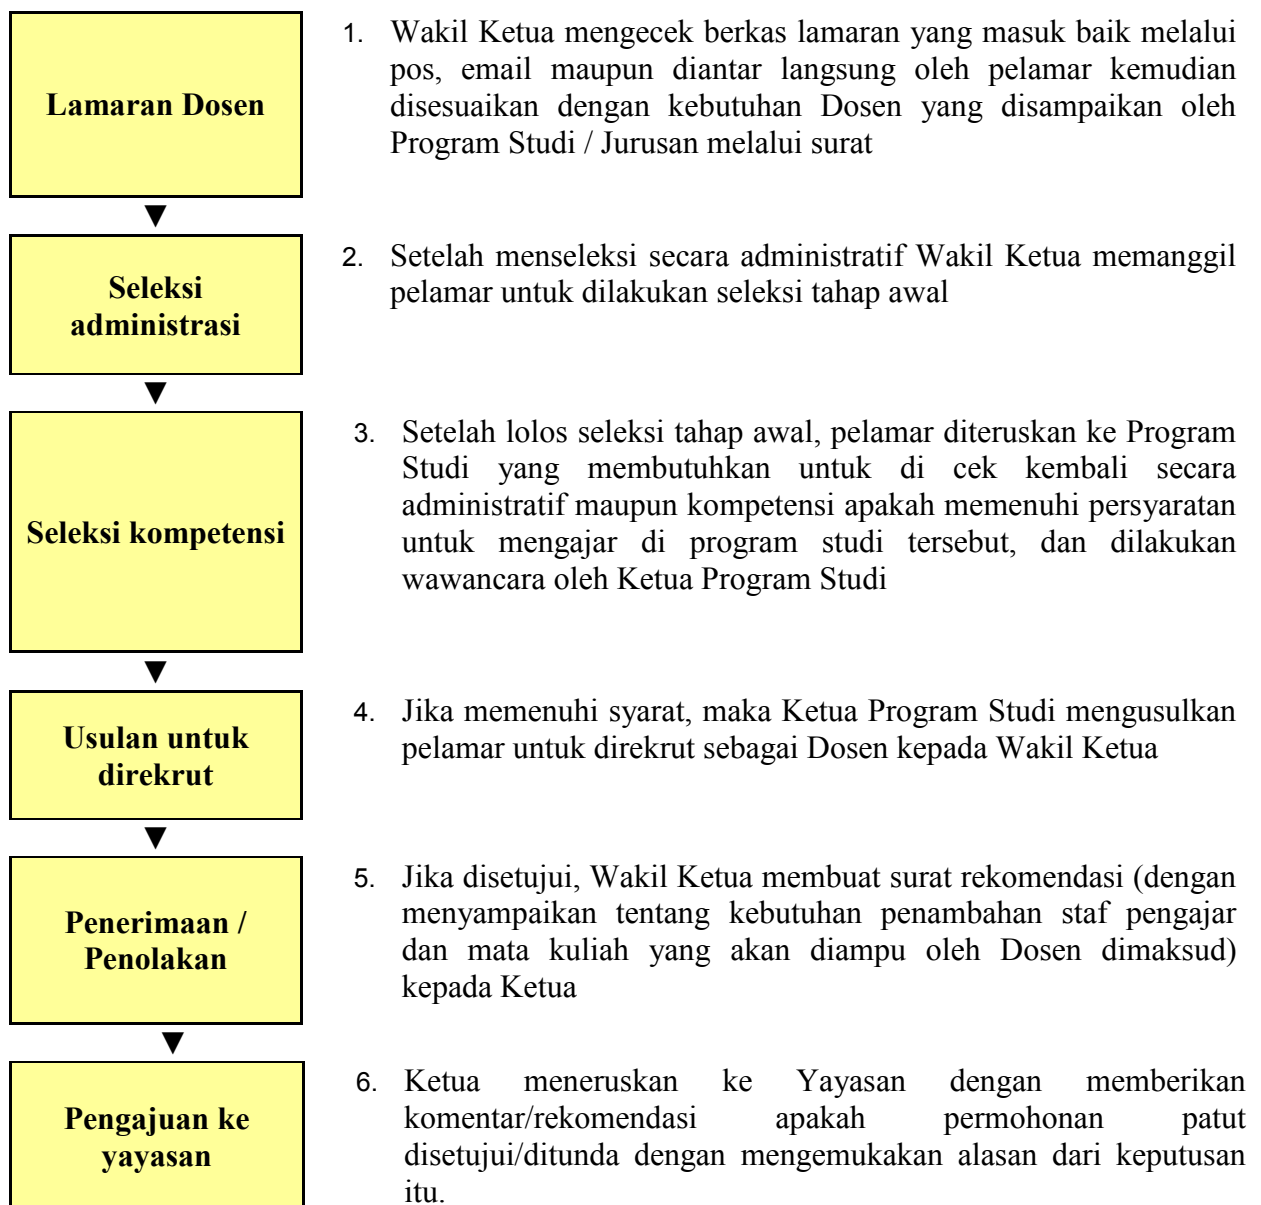 Lamaran Dosen
1. Wakil Ketua mengecek berkas lamaran yang masuk baik melalui
pos, email maupun diantar langsung oleh pelamar kemudian
disesuaikan dengan kebutuhan Dosen yang disampaikan oleh
Program Studi / Jurusan melalui surat
▼
Seleksi
administrasi
2. Setelah menseleksi secara administratif Wakil Ketua memanggil
pelamar untuk dilakukan seleksi tahap awal
▼
Seleksi kompetensi
3. Setelah lolos seleksi tahap awal, pelamar diteruskan ke Program
Studi yang membutuhkan untuk di cek kembali secara
administratif maupun kompetensi apakah memenuhi persyaratan
untuk mengajar di program studi tersebut, dan dilakukan
wawancara oleh Ketua Program Studi
▼
Usulan untuk
direkrut
4. Jika memenuhi syarat, maka Ketua Program Studi mengusulkan
pelamar untuk direkrut sebagai Dosen kepada Wakil Ketua
▼
Penerimaan /
Penolakan
5. Jika disetujui, Wakil Ketua membuat surat rekomendasi (dengan
menyampaikan tentang kebutuhan penambahan staf pengajar
dan mata kuliah yang akan diampu oleh Dosen dimaksud)
kepada Ketua
▼
Pengajuan ke
yayasan
6. Ketua meneruskan ke Yayasan dengan memberikan
komentar/rekomendasi apakah permohonan patut
disetujui/ditunda dengan mengemukakan alasan dari keputusan
itu.